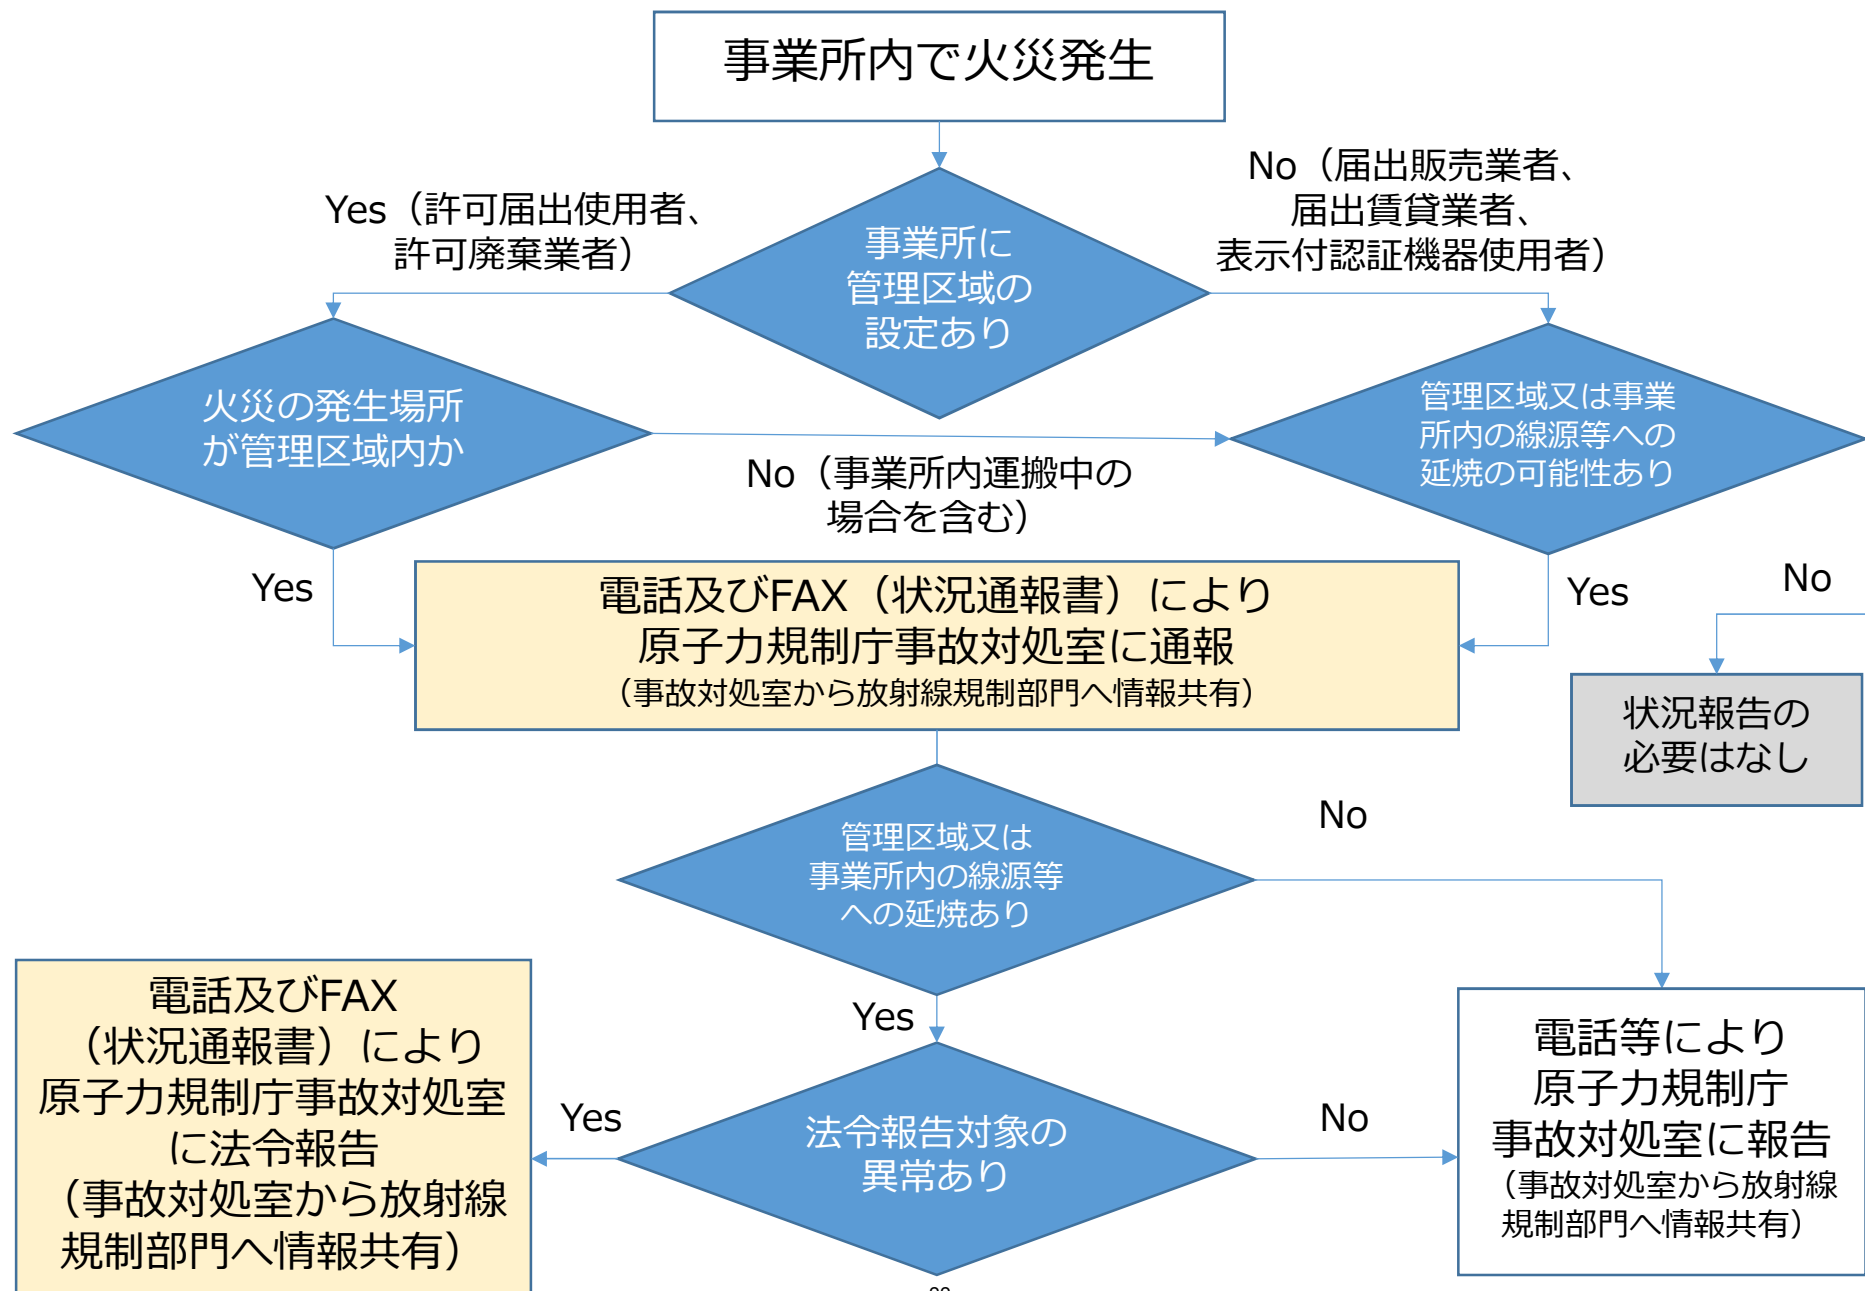 事業所内で火災発生
No（届出販売業者、
届出賃貸業者、
表示付認証機器使用者）
Yes（許可届出使用者、
許可廃棄業者）
事業所に
管理区域の
設定あり
火災の発生場所
が管理区域内か
管理区域又は事業
所内の線源等への
延焼の可能性あり
No（事業所内運搬中の
場合を含む）
Yes
電話及びFAX（状況通報書）により
原子力規制庁事故対処室に通報
（事故対処室から放射線規制部門へ情報共有）
Yes
No
状況報告の
必要はなし
管理区域又は
事業所内の線源等
への延焼あり
No
Yes
電話及びFAX
（状況通報書）により
原子力規制庁事故対処室
に法令報告
（事故対処室から放射線
規制部門へ情報共有）
Yes
法令報告対象の
異常あり
No
電話等により
原子力規制庁
事故対処室に報告
（事故対処室から放射線
規制部門へ情報共有）